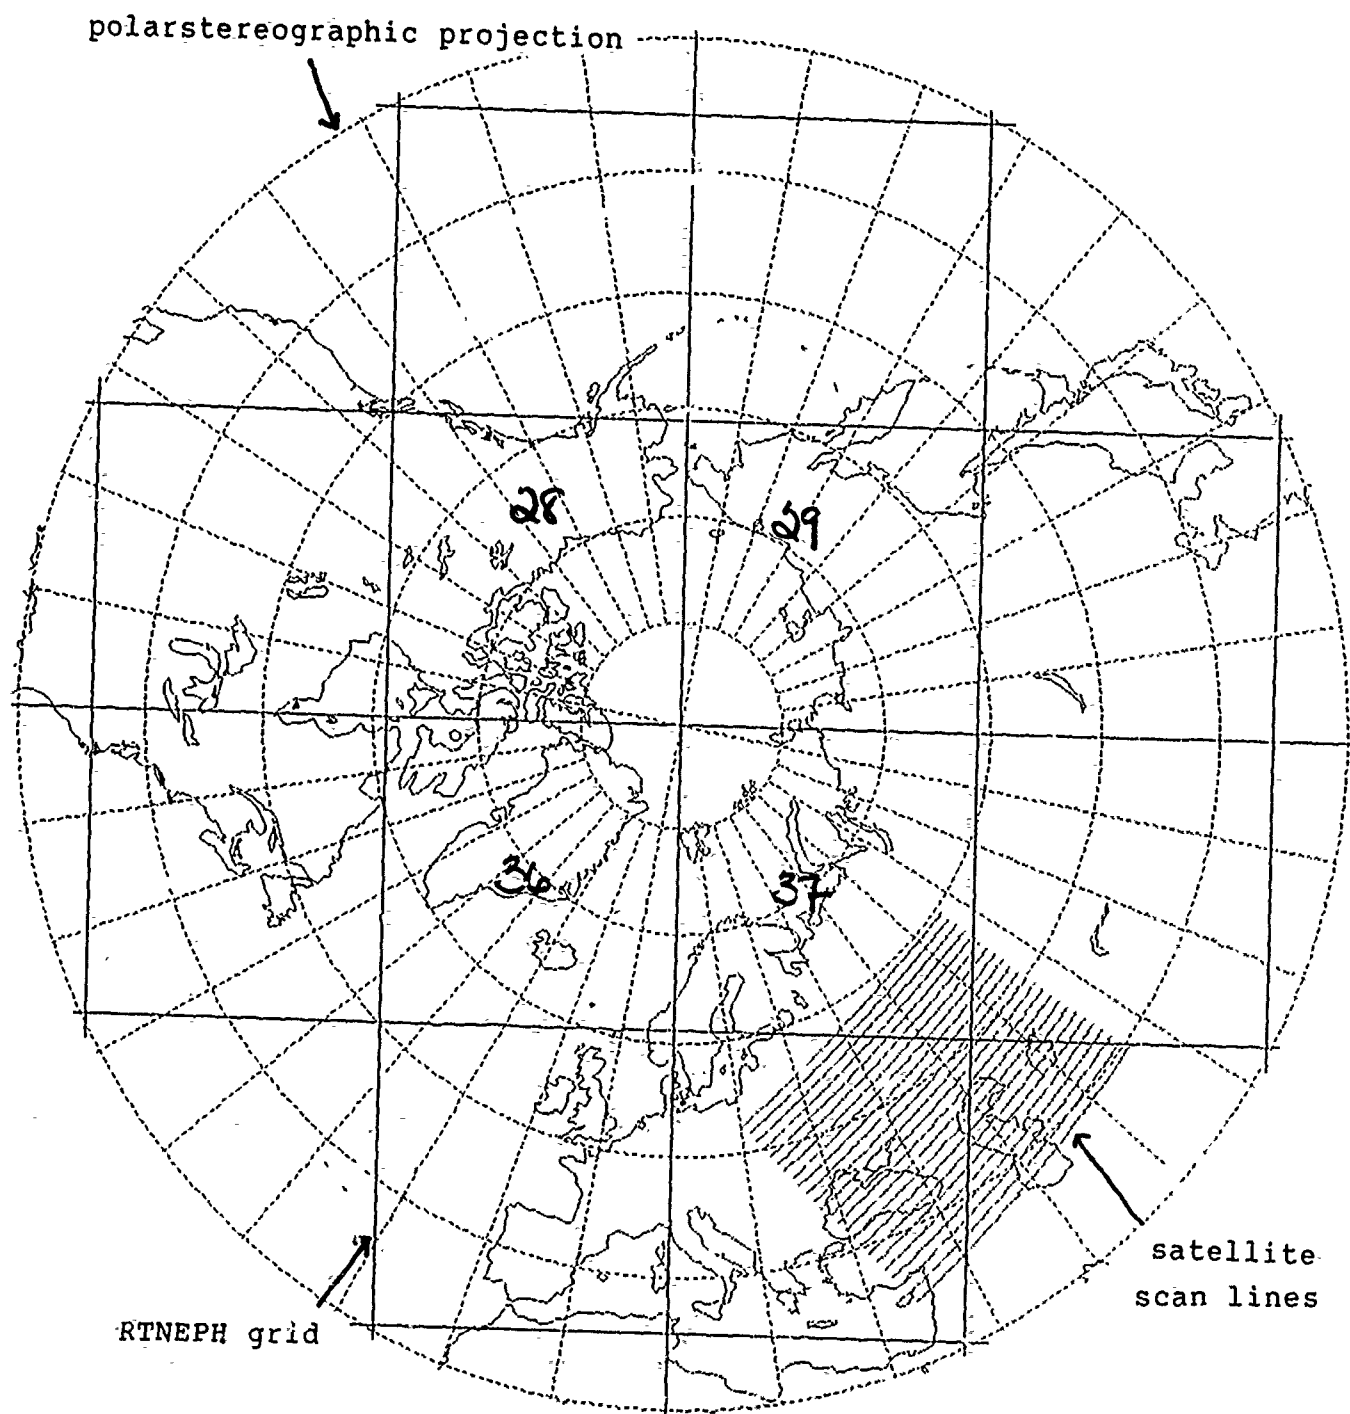 polarstereographic projection
28
29
36
37
satellite
scan lines
RTNEPH grid